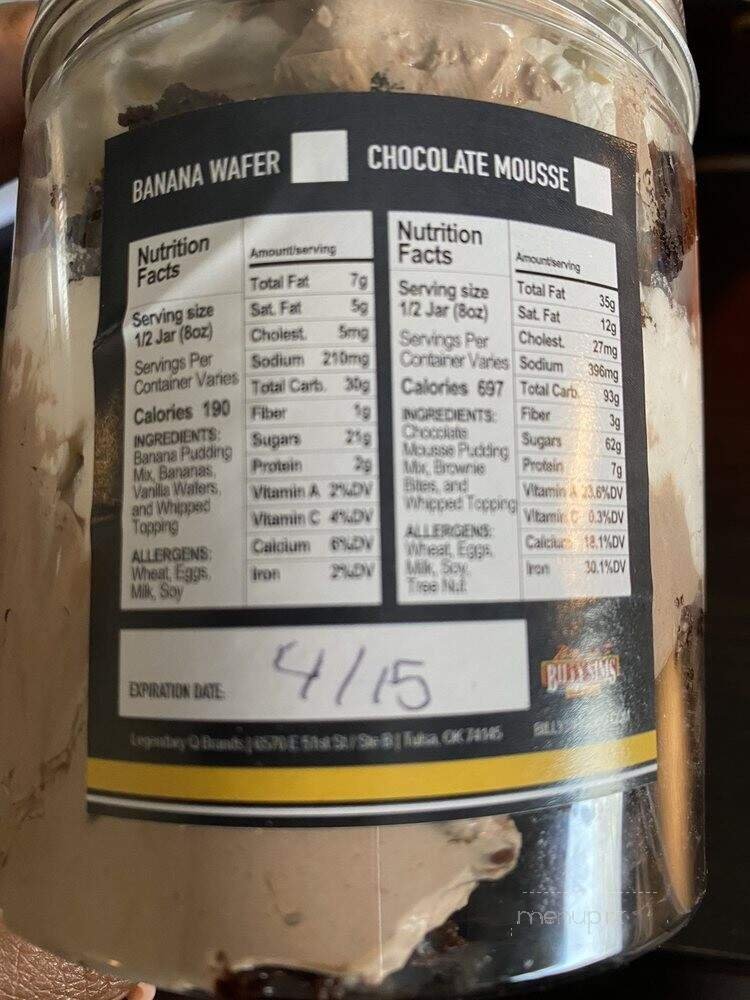 BANANA WAFER
CHOCOLATE MOUSSE
Nutrition
Facts
Serving size
1/2 Jar (8oz)
Servings Per
Container Varies
Calories 190
INGREDIENTS:
Banana Pudding
Mix, Bananas,
Vanilla Wafers,
and Whipped
Topping
ALLERGENS:
Wheat, Eggs,
Milk, Soy
Amount/serving
Total Fat 7g
Sat. Fat 5g
Cholest. 5mg
Sodium 210mg
Total Carb. 30g
Fiber 1g
Sugars 21g
Protein 2g
Vitamin A 2%DV
Vitamin C 4%DV
Calcium 6%DV
Iron 2%DV
Nutrition
Facts
Serving size
1/2 Jar (8oz)
Servings Per
Container Varies
Calories 697
INGREDIENTS:
Chocolate
Mousse Pudding
Mix, Brownie
Bites, and
Whipped Topping
ALLERGENS:
Wheat, Eggs,
Milk, Soy,
Tree Nut
Amount/serving
Total Fat 35g
Sat. Fat 12g
Cholest. 27mg
Sodium 396mg
Total Carb. 93g
Fiber 3g
Sugars 62g
Protein 7g
Vitamin A 23.6%DV
Vitamin C 0.3%DV
Calcium 18.1%DV
Iron 30.1%DV
EXPIRATION DATE: 4/15
BILLY SIMS
Legendary Q Brands | 6570 E 51st St / Ste B | Tulsa, OK 74145
menupix